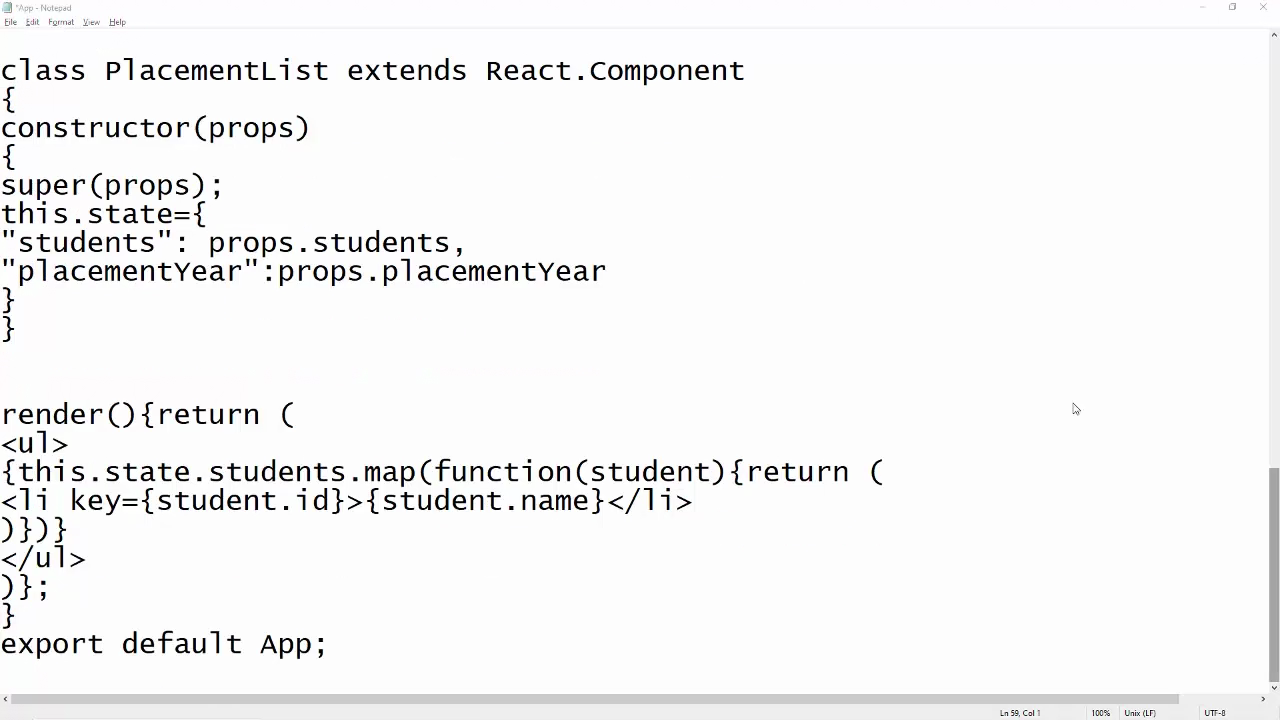 *App - Notepad
File Edit Format View Help
class PlacementList extends React.Component
{
constructor(props)
{
super(props);
this.state={
"students": props.students,
"placementYear":props.placementYear
}
}
render(){return (
<ul>
{this.state.students.map(function(student){return (
<li key={student.id}>{student.name}</li>
)})}
</ul>
)};
}
export default App;
Ln 59, Col 1 100% Unix (LF) UTF-8